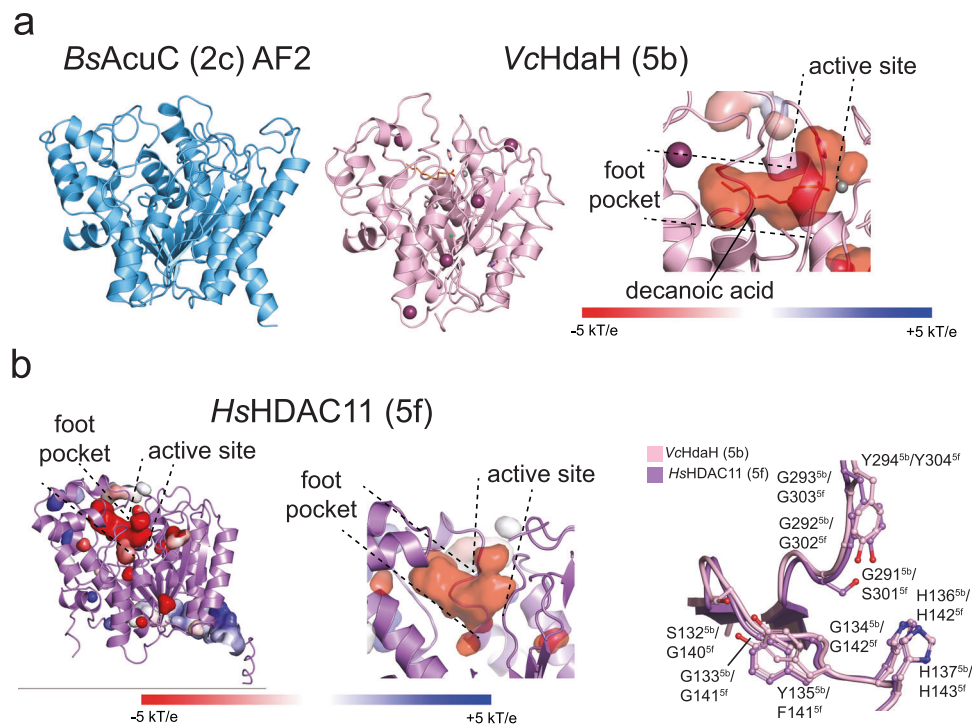 a
BsAcuC (2c) AF2
VcHdaH (5b)
active site
foot
pocket
decanoic acid
-5 kT/e
+5 kT/e
b
HsHDAC11 (5f)
foot
pocket
active site
foot
pocket
active site
-5 kT/e
+5 kT/e
VcHdaH (5b)
HsHDAC11 (5f)
Y294⁵ᵇ/Y304⁵ᶠ
G293⁵ᵇ/
G303⁵ᶠ
G292⁵ᵇ/
G302⁵ᶠ
G291⁵ᵇ/
S301⁵ᶠ
H136⁵ᵇ/
H142⁵ᶠ
G134⁵ᵇ/
G142⁵ᶠ
S132⁵ᵇ/
G140⁵ᶠ
G133⁵ᵇ/
G141⁵ᶠ
Y135⁵ᵇ/
F141⁵ᶠ
H137⁵ᵇ/
H143⁵ᶠ